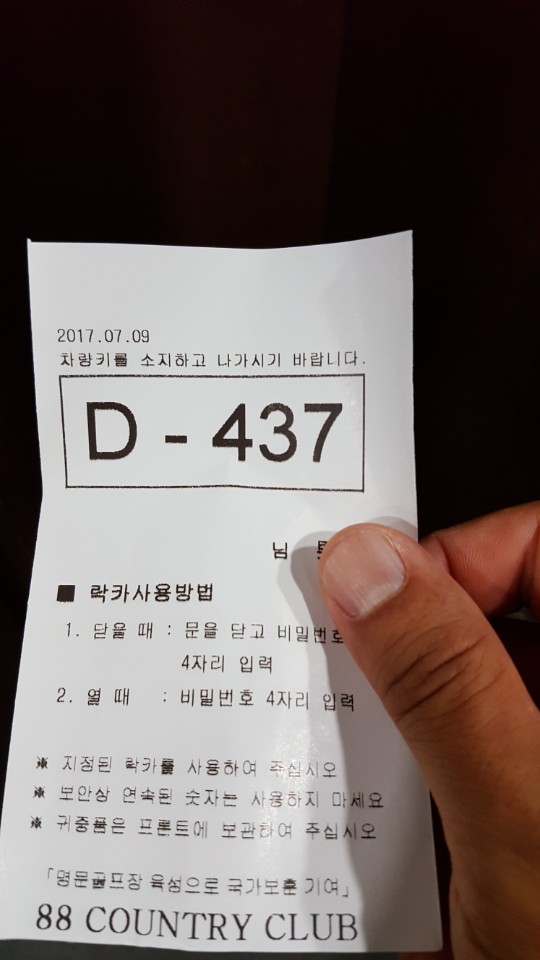 2017.07.09
차량키를 소지하고 나가시기 바랍니다.
D - 437
님
■ 락카사용방법
1. 닫을 때 : 문을 닫고 비밀번호
4자리 입력
2. 열 때 : 비밀번호 4자리 입력
※ 지정된 락카를 사용하여 주십시오
※ 보안상 연속된 숫자는 사용하지 마세요
※ 귀중품은 프론트에 보관하여 주십시오
「명문골프장 육성으로 국가보훈 기여」
88 COUNTRY CLUB